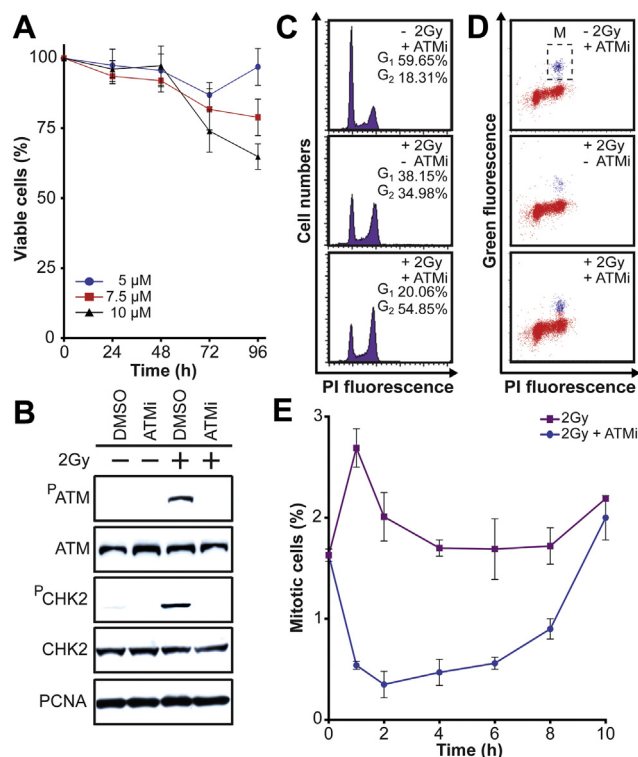 A
Viable cells (%)
100
75
50
25
0
5 µM
7.5 µM
10 µM
0 24 48 72 96
Time (h)
B
DMSO ATMi DMSO ATMi
2Gy − − + +
PATM
ATM
PCHK2
CHK2
PCNA
C
Cell numbers
- 2Gy
+ ATMi
G1 59.65%
G2 18.31%
+ 2Gy
- ATMi
G1 38.15%
G2 34.98%
+ 2Gy
+ ATMi
G1 20.06%
G2 54.85%
PI fluorescence
D
Green fluorescence
M - 2Gy
+ ATMi
+ 2Gy
- ATMi
+ 2Gy
+ ATMi
PI fluorescence
E
2Gy
2Gy + ATMi
Mitotic cells (%)
3
2
1
0
0 2 4 6 8 10
Time (h)